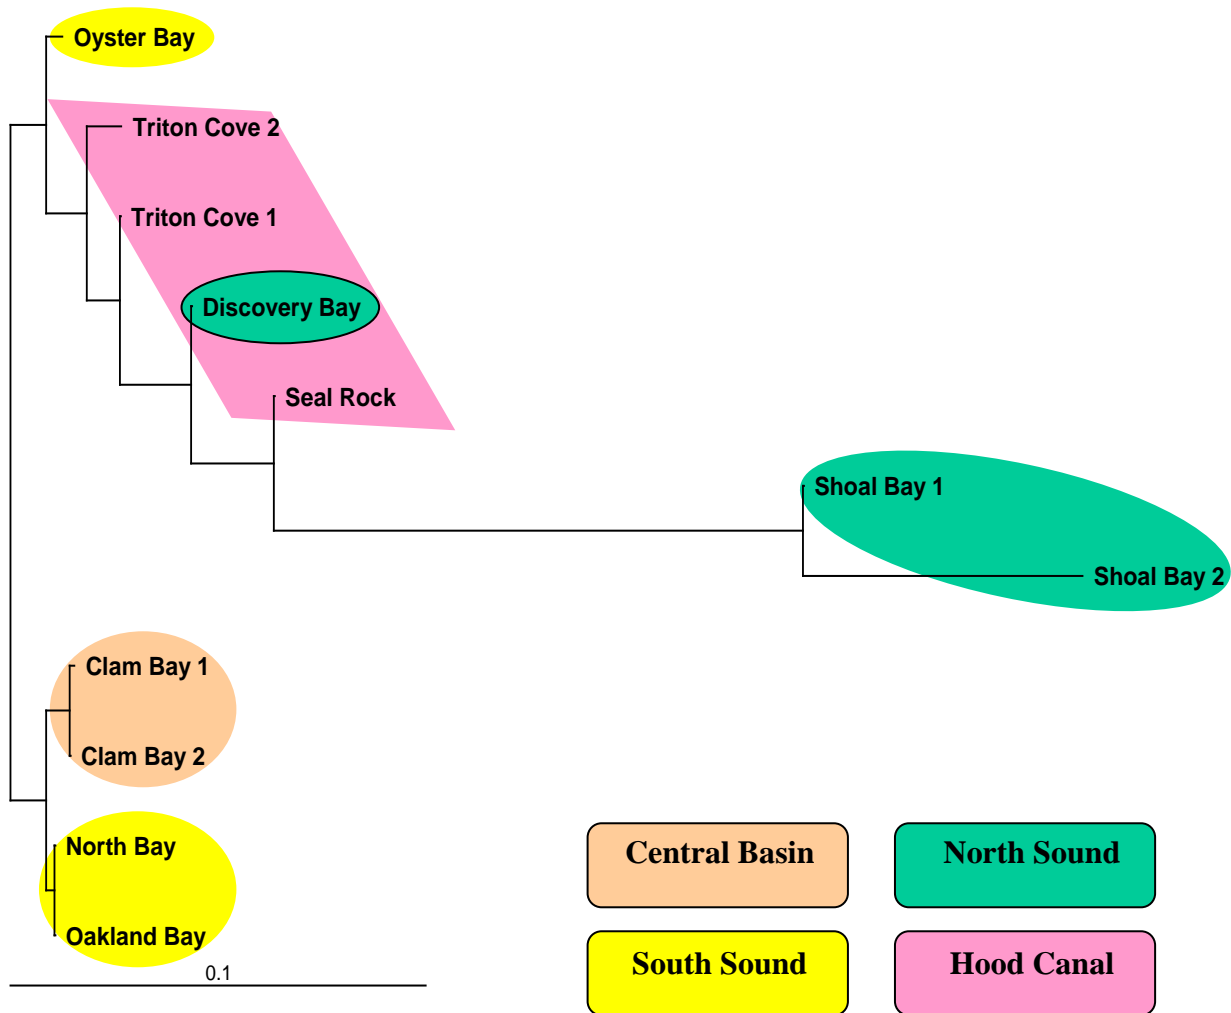 Oyster Bay
Triton Cove 2
Triton Cove 1
Discovery Bay
Seal Rock
Shoal Bay 1
Shoal Bay 2
Clam Bay 1
Clam Bay 2
North Bay
Oakland Bay
0.1
Central Basin
North Sound
South Sound
Hood Canal